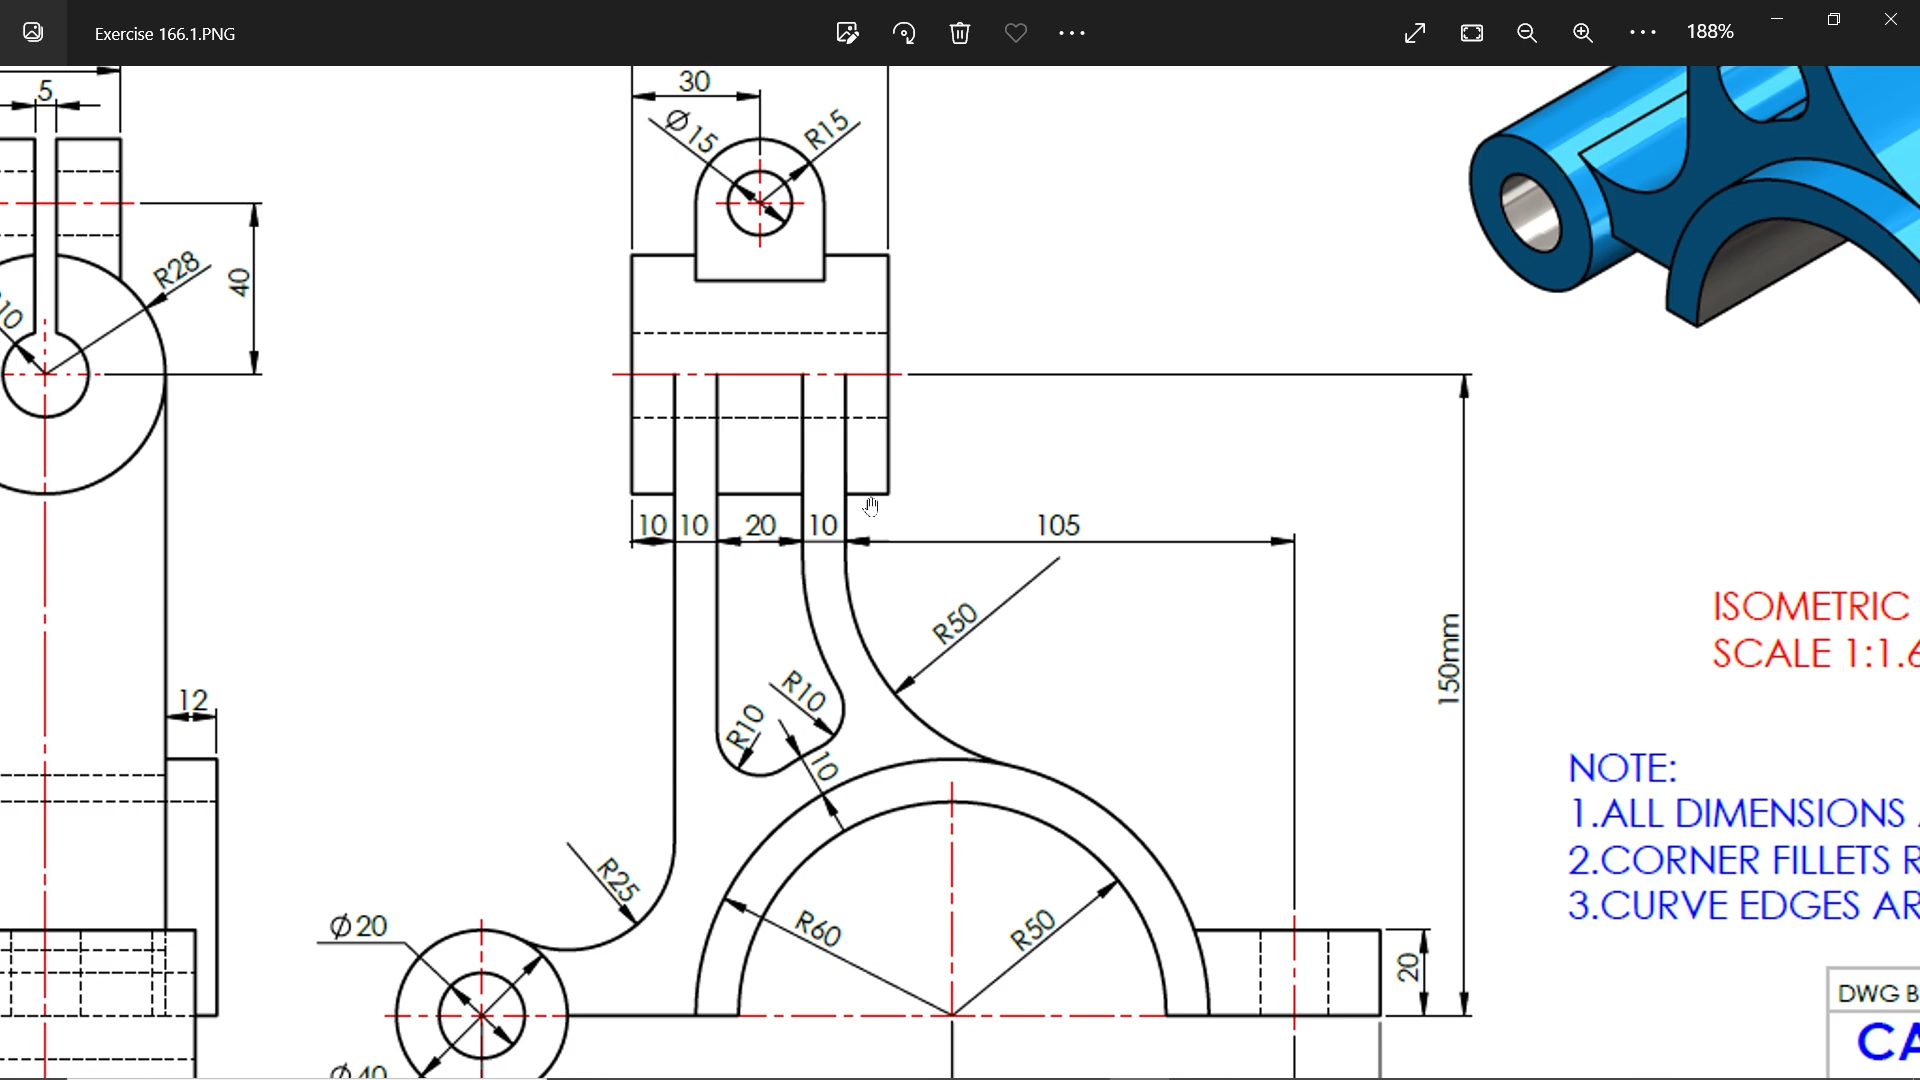 Exercise 166.1.PNG
188%
5
30
Ø15
R15
R28
40
10
10 10 20 10 105
R50
150mm
ISOMETRIC
SCALE 1:1.6
R10
R10
12
10
NOTE:
1.ALL DIMENSIONS
2.CORNER FILLETS R
3.CURVE EDGES AR
R25
Ø20
R60
R50
20
DWG B
CA
Ø40